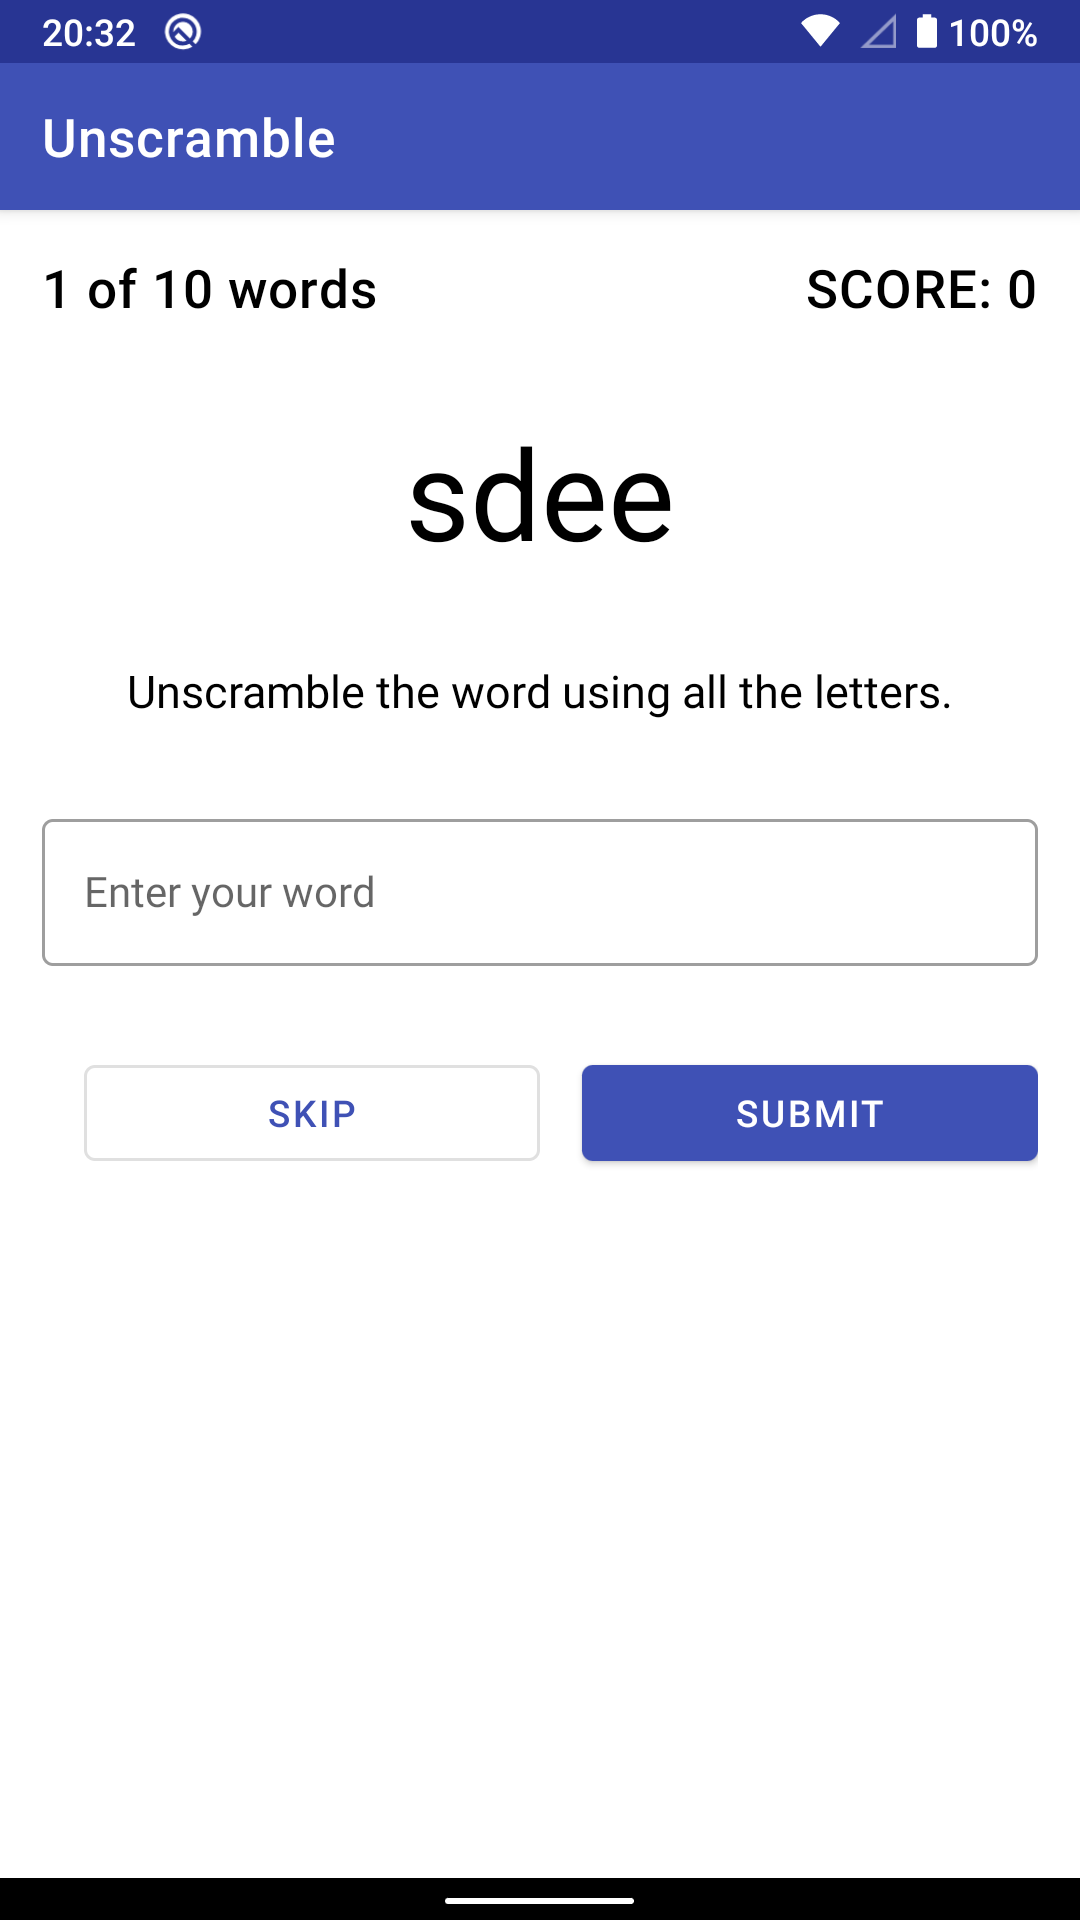 20:32 100%
Unscramble
1 of 10 words SCORE: 0
sdee
Unscramble the word using all the letters.
Enter your word
SKIP SUBMIT